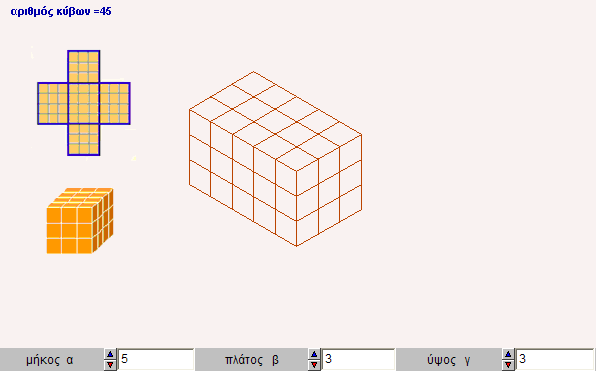 αριθμός κύβων =45
μήκος α 5 πλάτος β 3 ύψος γ 3